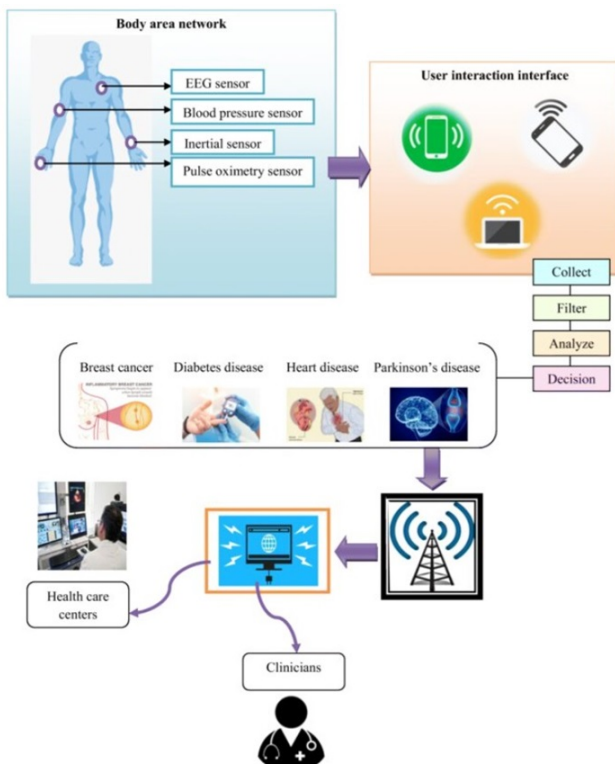 Body area network
EEG sensor
Blood pressure sensor
Inertial sensor
Pulse oximetry sensor
User interaction interface
Collect
Filter
Analyze
Decision
Breast cancer
Diabetes disease
Heart disease
Parkinson's disease
INFLAMMATORY BREAST CANCER
Health care
centers
Clinicians